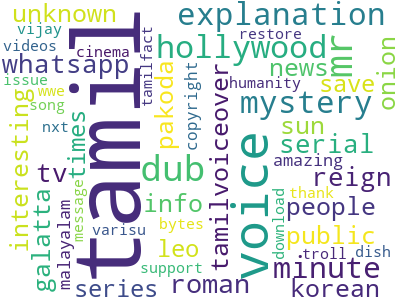 unknown
explanation
vijay
restore
videos
cinema
hollywood
mr
onion
whatsapp
tamilfact
news
issue
humanity
save
wwe
song
interesting
tamil
pakoda
copyright
tamilvoiceover
mystery
nxt
times
voice
sun
serial
amazing
tv
dub
reign
galatta
malayalam
message
info
thank
people
varisu
bytes
download
public
leo
troll
dish
support
minute
series
roman
korean